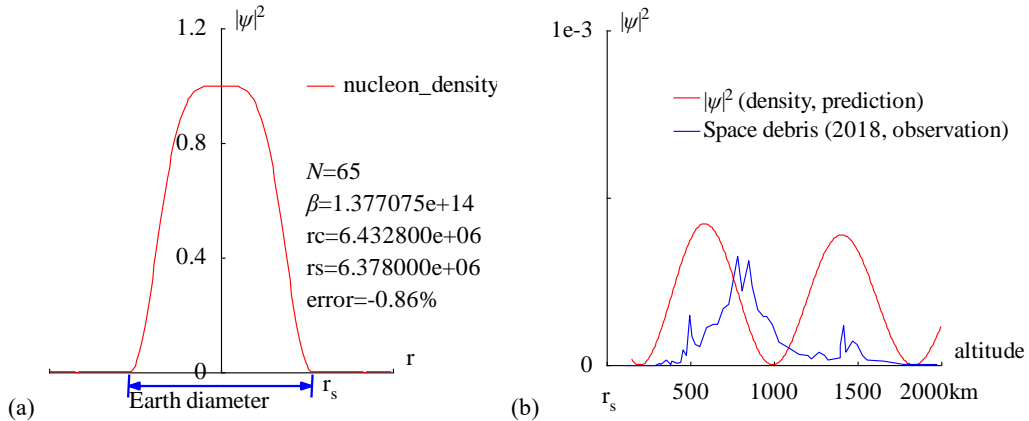 |ψ|²
1.2
nucleon_density
0.8
N=65
β=1.377075e+14
rc=6.432800e+06
rs=6.378000e+06
error=-0.86%
0.4
0
r
rₛ
Earth diameter
(a)
|ψ|²
1e-3
|ψ|² (density, prediction)
Space debris (2018, observation)
0
altitude
rₛ 500 1000 1500 2000km
(b)